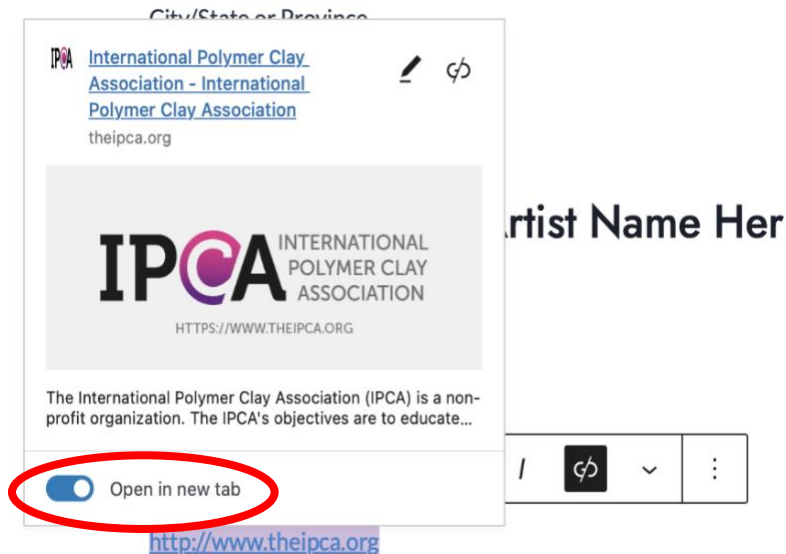 City/State or Province
IPCA
International Polymer Clay
Association - International
Polymer Clay Association
theipca.org
IPCA
INTERNATIONAL
POLYMER CLAY
ASSOCIATION
HTTPS://WWW.THEIPCA.ORG
rtist Name Her
The International Polymer Clay Association (IPCA) is a non-
profit organization. The IPCA's objectives are to educate...
Open in new tab
I
http://www.theipca.org